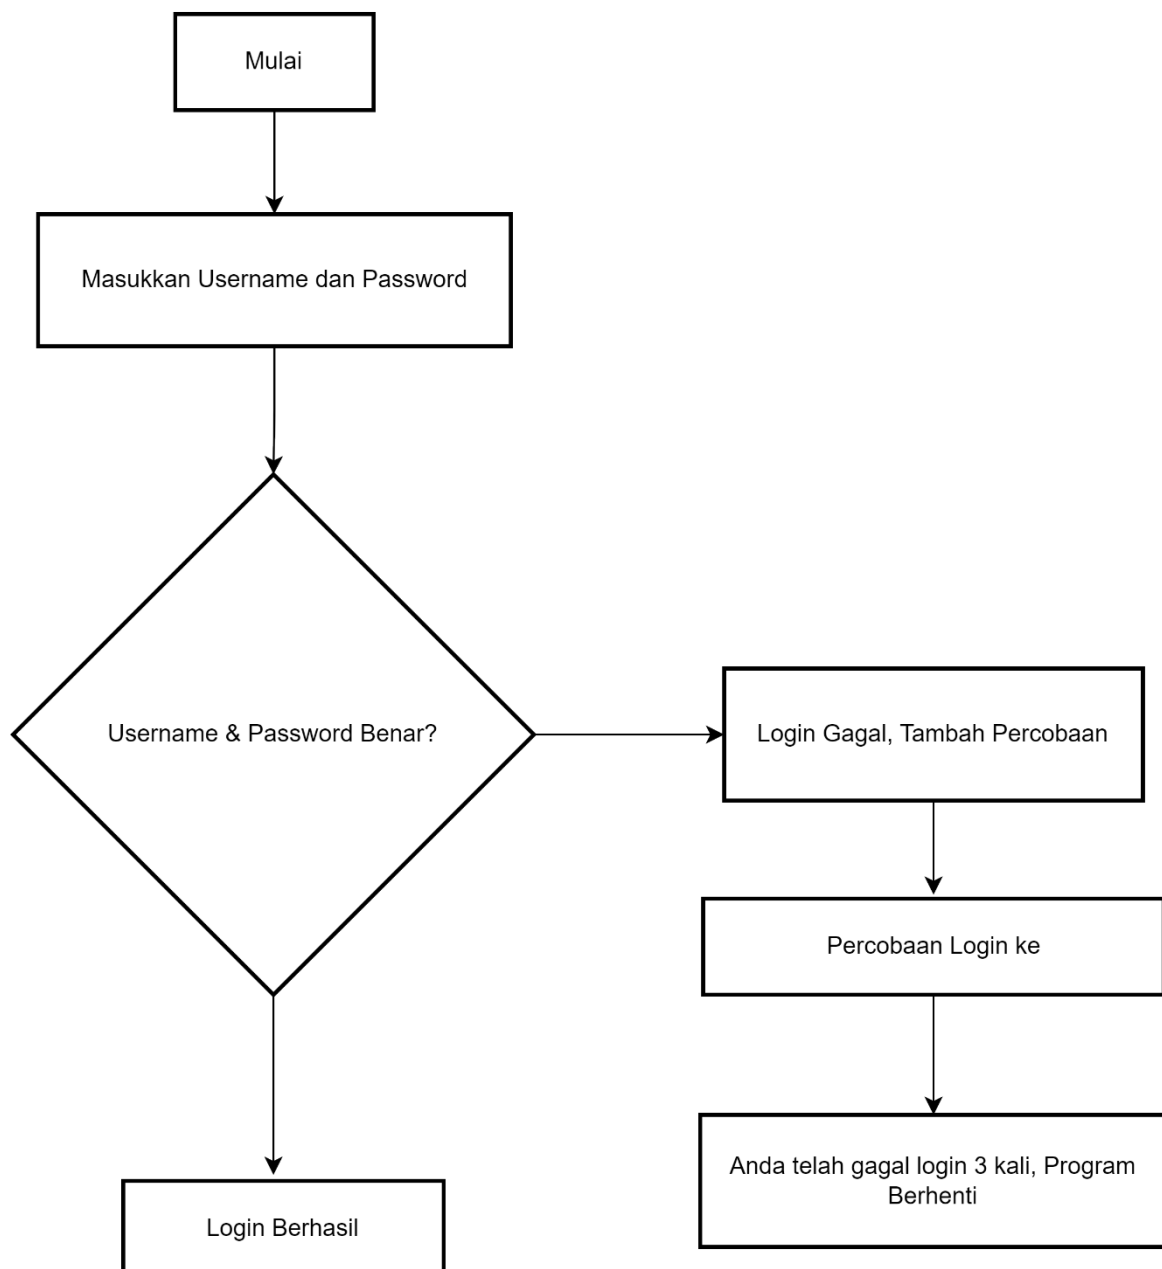 Mulai
Masukkan Username dan Password
Username & Password Benar?
Login Gagal, Tambah Percobaan
Percobaan Login ke
Anda telah gagal login 3 kali, Program
Berhenti
Login Berhasil